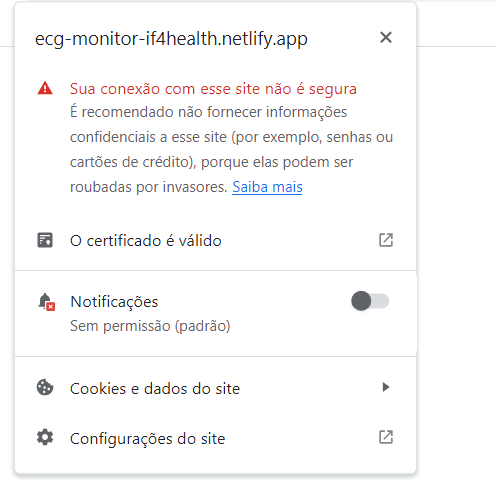 ecg-monitor-if4health.netlify.app
Sua conexão com esse site não é segura
É recomendado não fornecer informações
confidenciais a esse site (por exemplo, senhas ou
cartões de crédito), porque elas podem ser
roubadas por invasores. Saiba mais
O certificado é válido
Notificações
Sem permissão (padrão)
Cookies e dados do site
Configurações do site